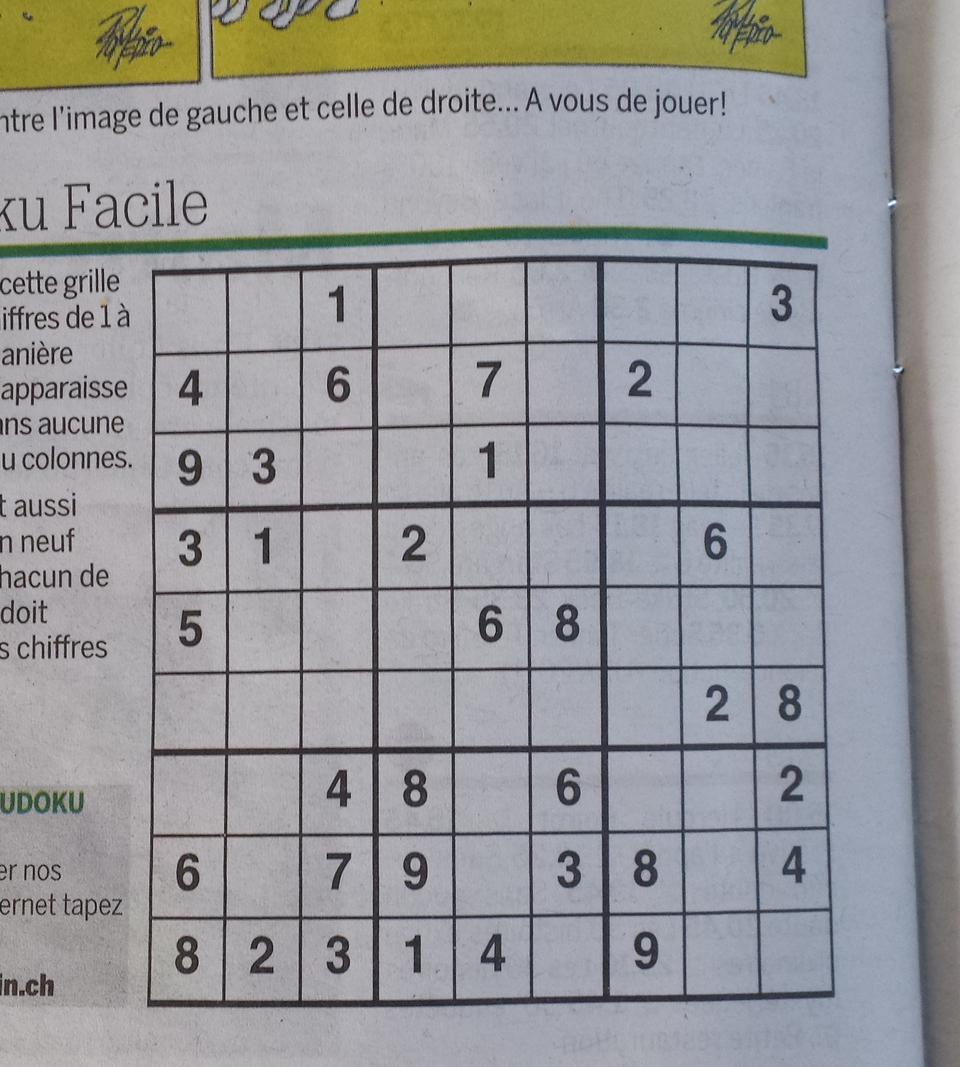 ntre l'image de gauche et celle de droite... A vous de jouer!
ku Facile
cette grille
iffres de 1 à
anière
apparaisse
ns aucune
u colonnes.
t aussi
n neuf
hacun de
doit
s chiffres
UDOKU
er nos
ernet tapez
in.ch
1 3
4 6 7 2
9 3 1
3 1 2 6
5 6 8
2 8
4 8 6 2
6 7 9 3 8 4
8 2 3 1 4 9